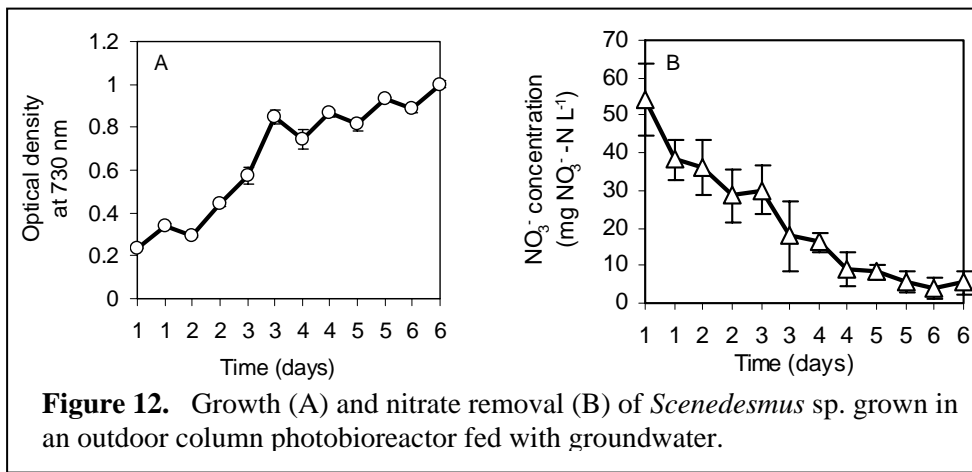 A
1.2
1
0.8
0.6
0.4
0.2
0
Optical density
at 730 nm
1 1 2 2 3 3 4 4 5 5 6 6
Time (days)
B
70
60
50
40
30
20
10
0
NO₃⁻ concentration
(mg NO₃⁻-N L⁻¹)
1 1 2 2 3 3 4 4 5 5 6 6
Time (days)
Figure 12. Growth (A) and nitrate removal (B) of Scenedesmus sp. grown in
an outdoor column photobioreactor fed with groundwater.